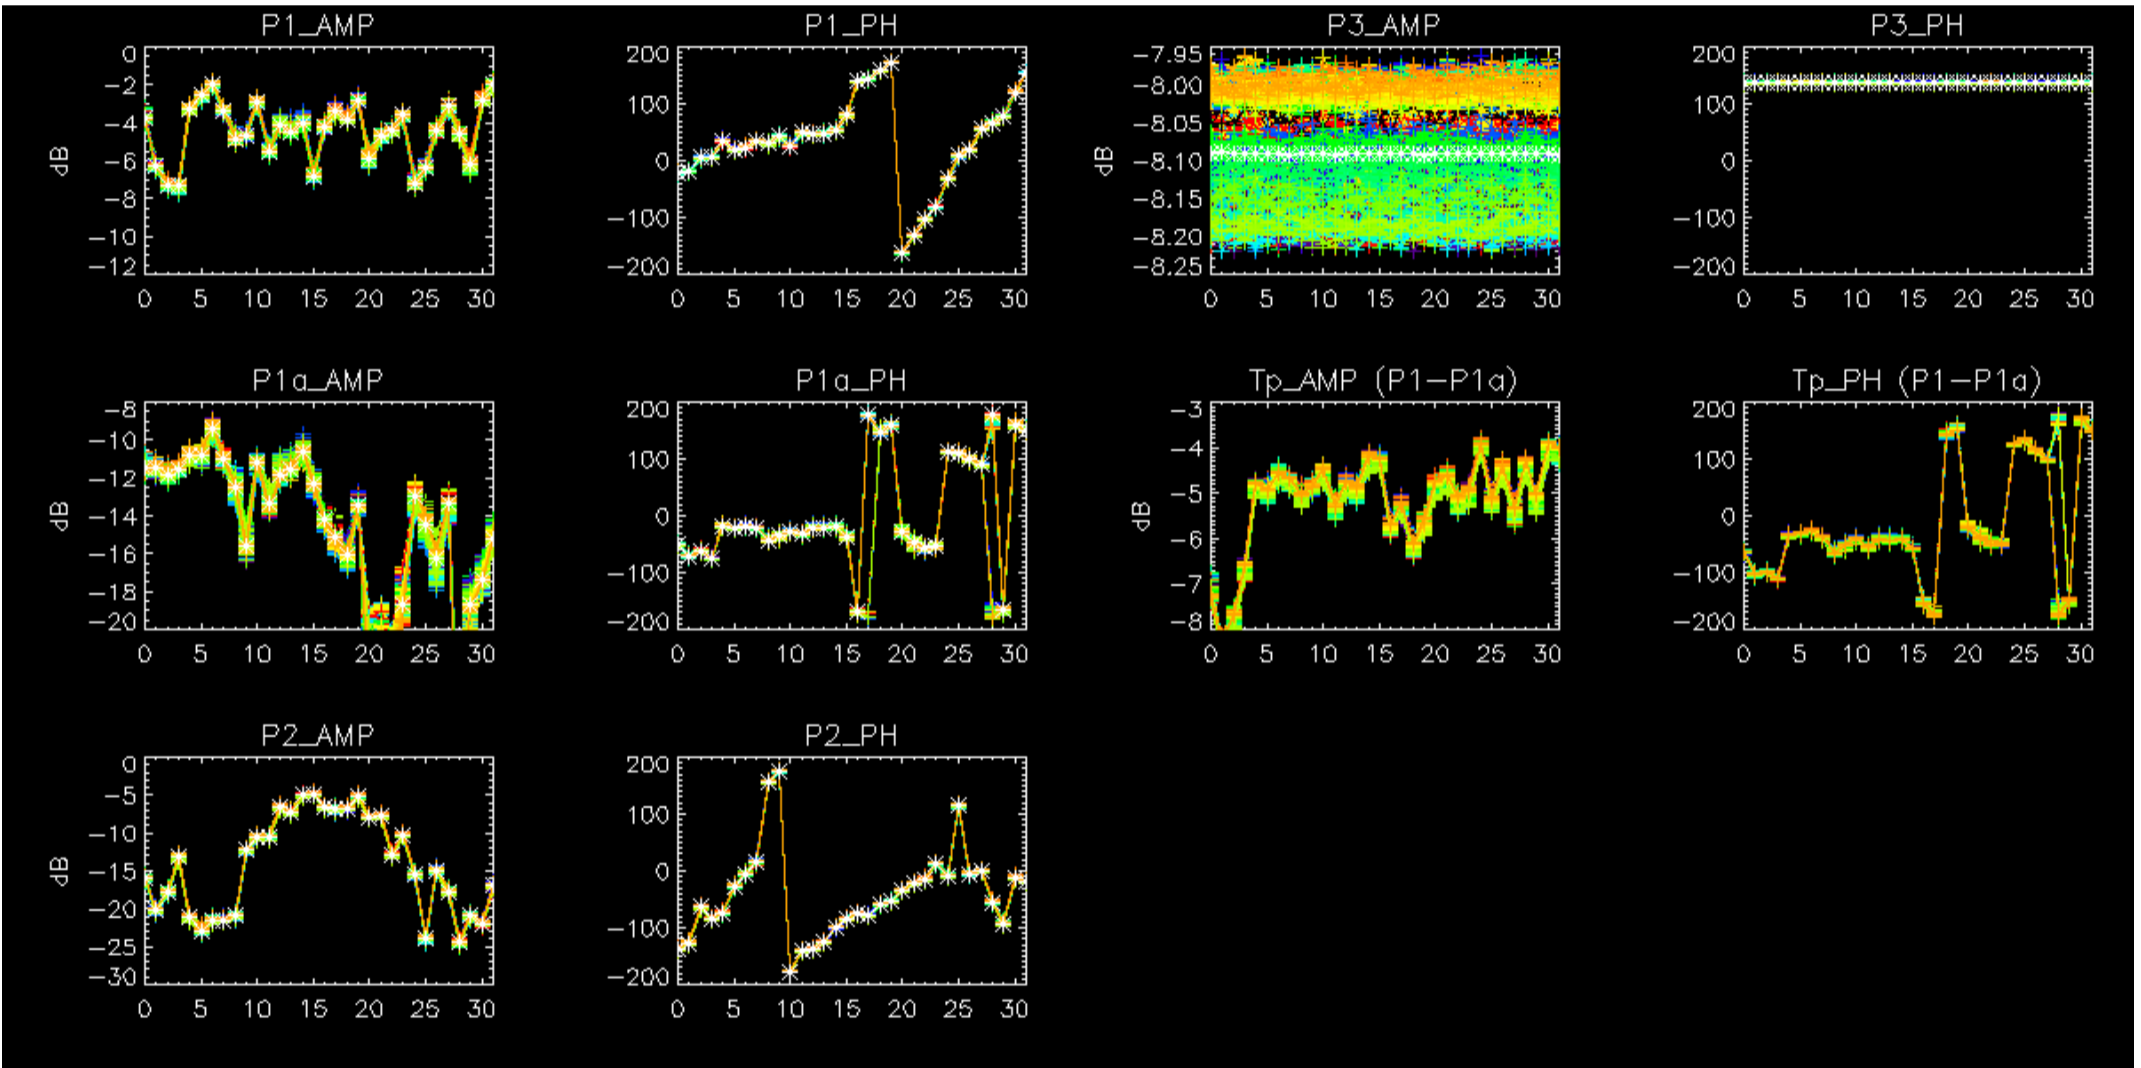 P1_AMP
0
−2
−4
−6
−8
−10
−12
dB
0 5 10 15 20 25 30
P1_PH
200
100
0
−100
−200
0 5 10 15 20 25 30
P3_AMP
−7.95
−8.00
−8.05
−8.10
−8.15
−8.20
−8.25
dB
0 5 10 15 20 25 30
P3_PH
200
100
0
−100
−200
0 5 10 15 20 25 30
P1a_AMP
−8
−10
−12
−14
−16
−18
−20
dB
0 5 10 15 20 25 30
P1a_PH
200
100
0
−100
−200
0 5 10 15 20 25 30
Tp_AMP (P1−P1a)
−3
−4
−5
−6
−7
−8
dB
0 5 10 15 20 25 30
Tp_PH (P1−P1a)
200
100
0
−100
−200
0 5 10 15 20 25 30
P2_AMP
0
−5
−10
−15
−20
−25
−30
dB
0 5 10 15 20 25 30
P2_PH
200
100
0
−100
−200
0 5 10 15 20 25 30